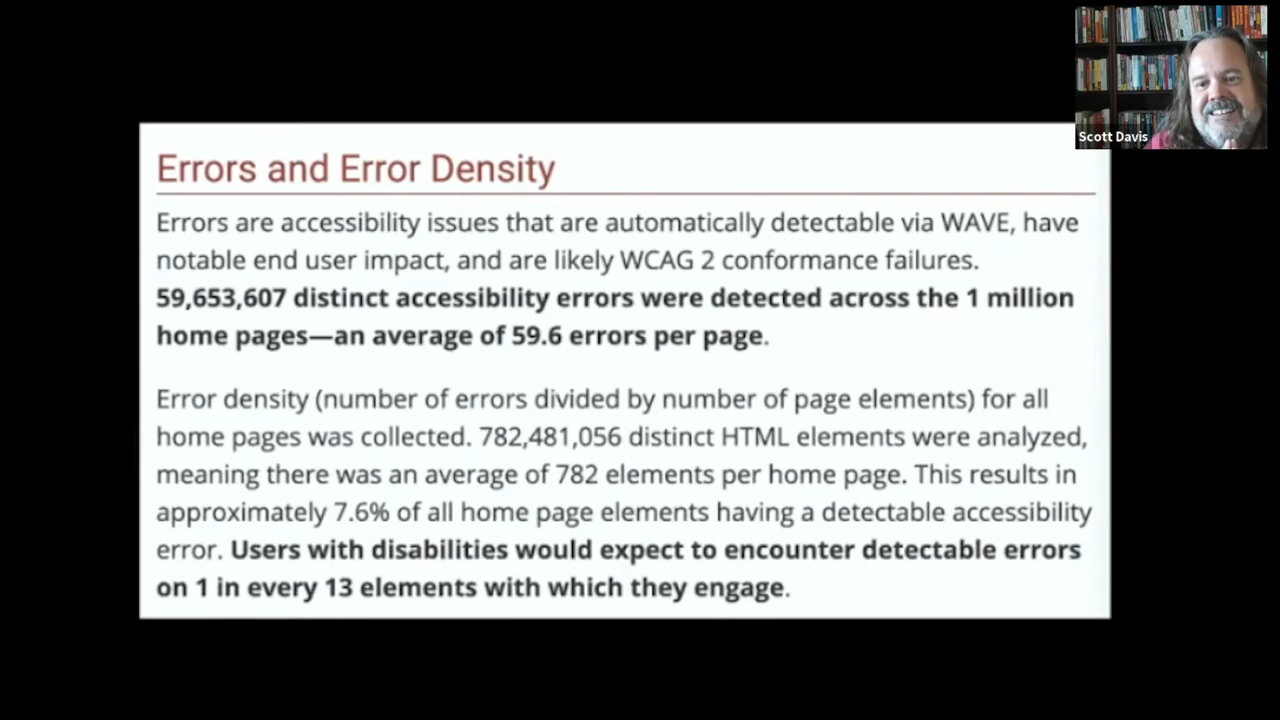 Scott Davis
Errors and Error Density
Errors are accessibility issues that are automatically detectable via WAVE, have
notable end user impact, and are likely WCAG 2 conformance failures.
59,653,607 distinct accessibility errors were detected across the 1 million
home pages—an average of 59.6 errors per page.
Error density (number of errors divided by number of page elements) for all
home pages was collected. 782,481,056 distinct HTML elements were analyzed,
meaning there was an average of 782 elements per home page. This results in
approximately 7.6% of all home page elements having a detectable accessibility
error. Users with disabilities would expect to encounter detectable errors
on 1 in every 13 elements with which they engage.